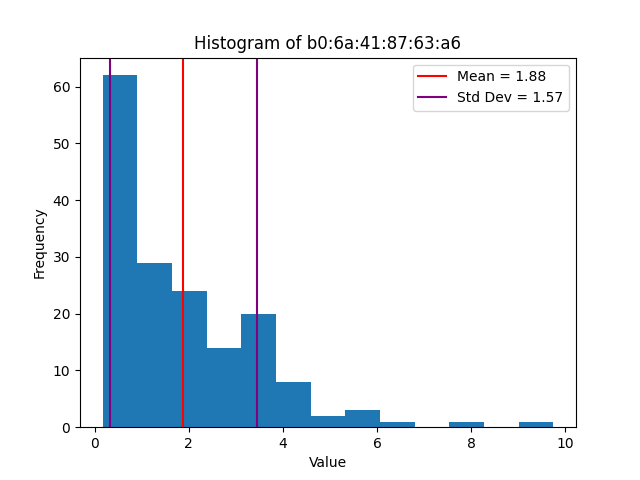 Histogram of b0:6a:41:87:63:a6
Mean = 1.88
Std Dev = 1.57
Frequency
60
50
40
30
20
10
0
0 2 4 6 8 10
Value